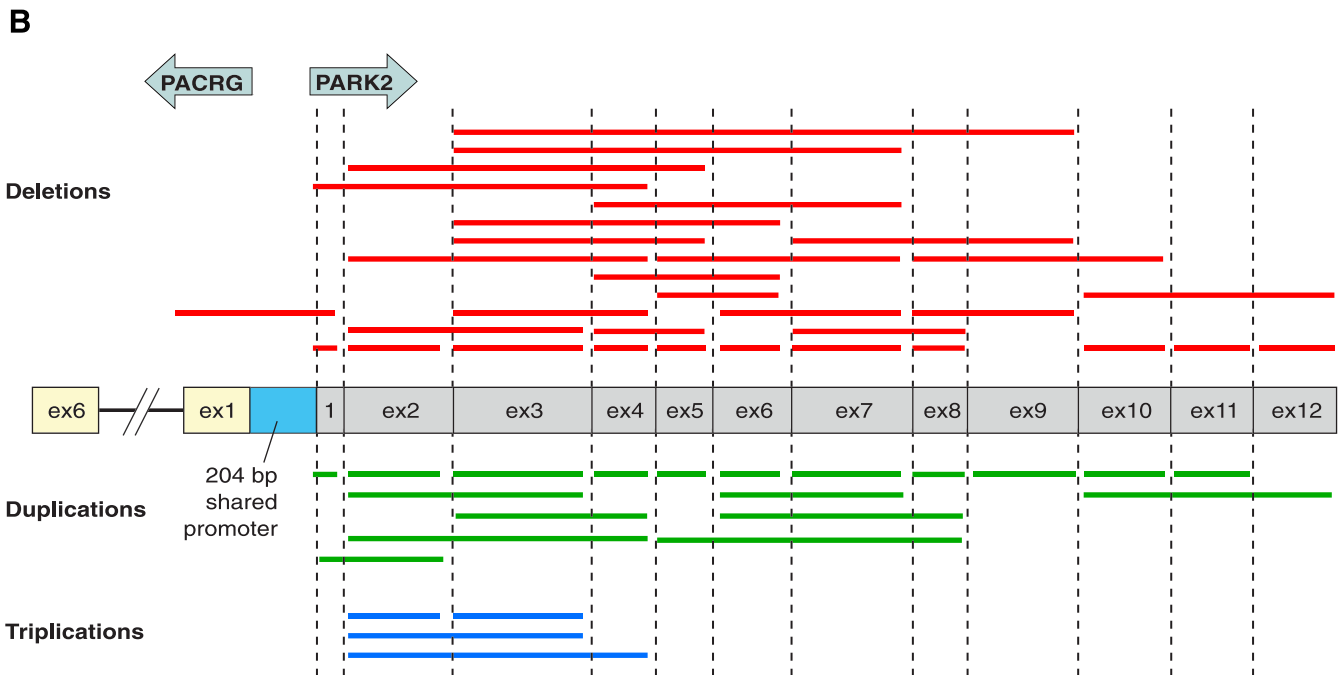 B
PACRG PARK2
Deletions
ex6 ex1 1 ex2 ex3 ex4 ex5 ex6 ex7 ex8 ex9 ex10 ex11 ex12
204 bp
shared
promoter
Duplications
Triplications